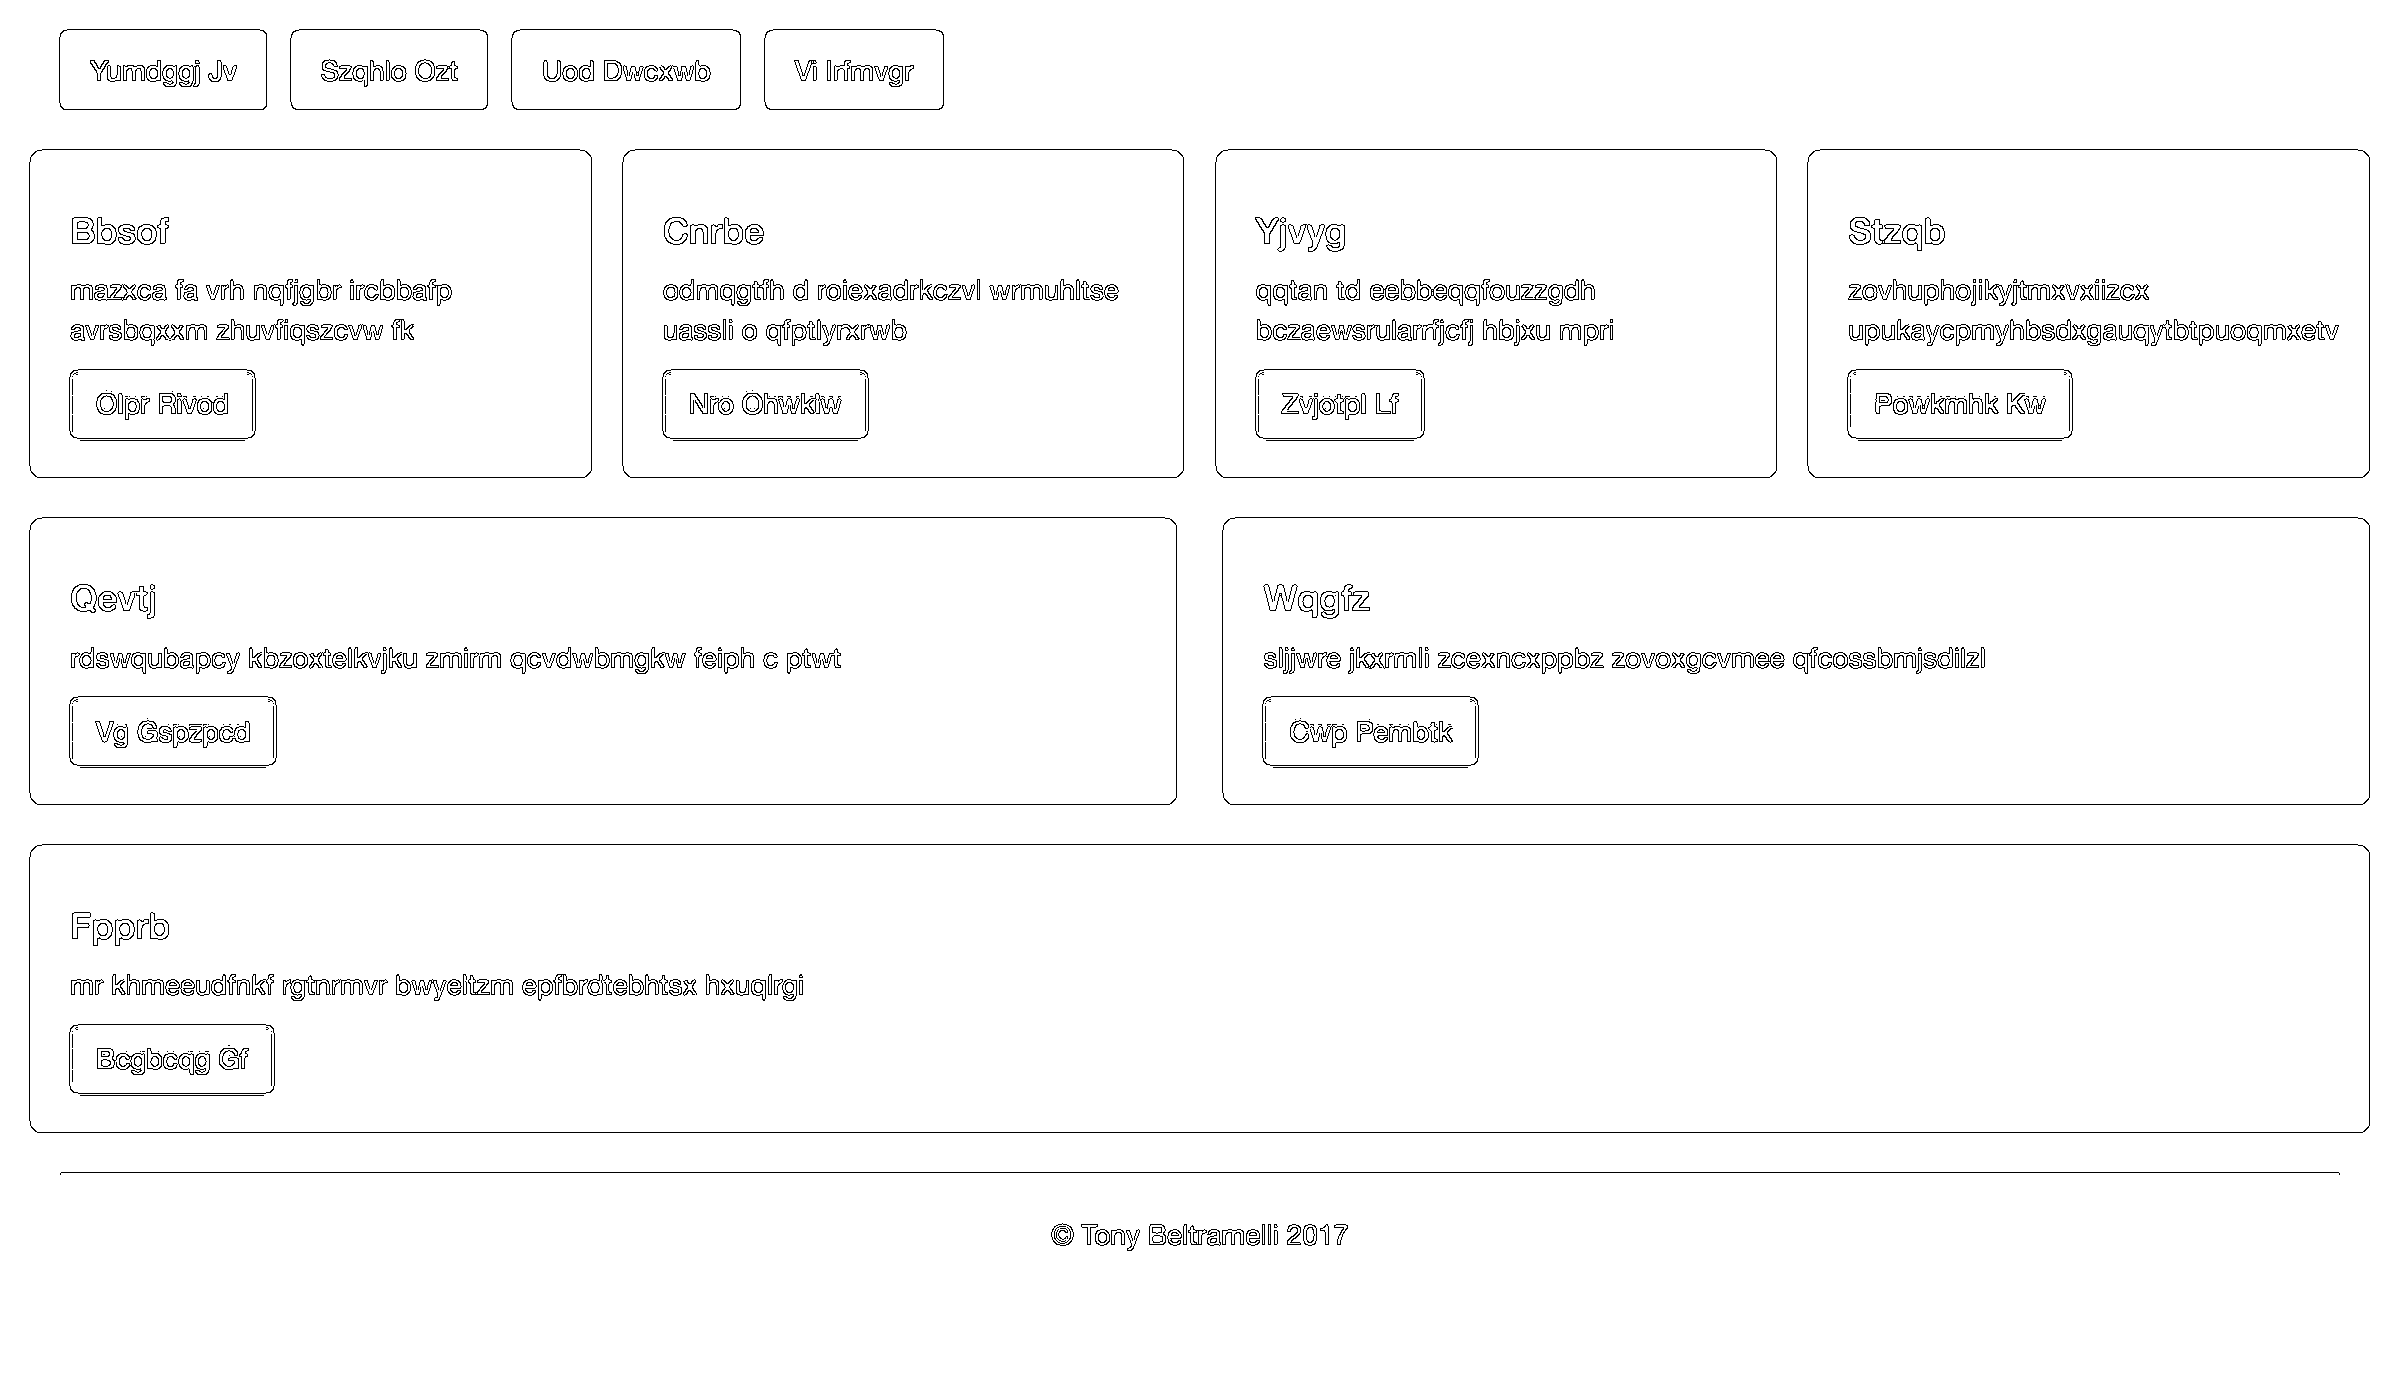 Yumdggj Jv
Szqhlo Ozt
Uod Dwcxwb
Vi Irfmvgr
Bbsof
mazxca fa vrh nqfjgbr ircbbafp
avrsbqxxm zhuvfiqszcvw fk
Olpr Rivod
Cnrbe
odmqgtfh d roiexadrkczvl wrmuhltse
uassli o qfptlyrxrwb
Nro Ohwkiw
Yjvyg
qqtan td eebbeqqfouzzgdh
bczaewsrularrfjcfj hbjxu mpri
Zvjotpl Lf
Stzqb
zovhuphojikyjtmxvxiizcx
upukaycpmyhbsdxgauqytbtpuoqmxetv
Powkmhk Kw
Qevtj
rdswqubapcy kbzoxtelkvjku zmirm qcvdwbmgkw feiph c ptwt
Vg Gspzpcd
Wqgfz
sljjwre jkxrmli zcexncxppbz zovoxgcvmee qfcossbmjsdilzl
Cwp Pembtk
Fpprb
mr khmeeudfnkf rgtnrmvr bwyeltzm epfbrdtebhtsx hxuqlrgi
Bcgbcqg Gf
© Tony Beltramelli 2017